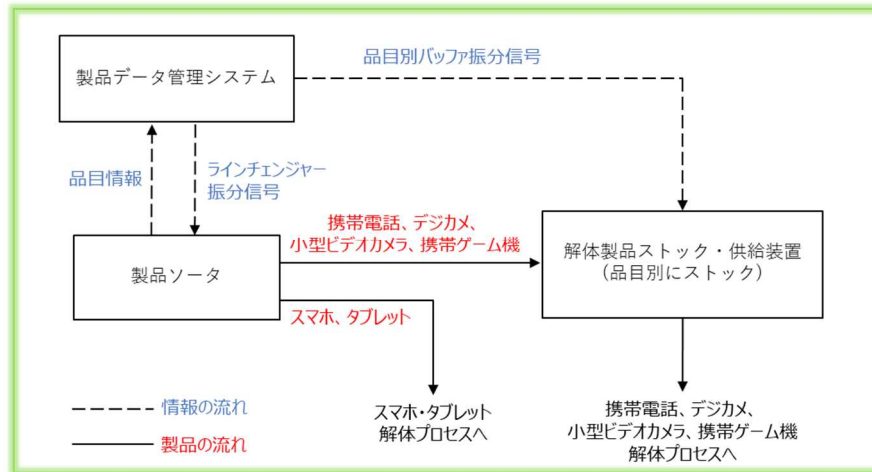 製品データ管理システム
品目別バッファ振分信号
品目情報
ラインチェンジャー
振分信号
携帯電話、デジカメ、
小型ビデオカメラ、携帯ゲーム機
製品ソータ
解体製品ストック・供給装置
(品目別にストック)
スマホ、タブレット
情報の流れ
製品の流れ
スマホ・タブレット
解体プロセスへ
携帯電話、デジカメ、
小型ビデオカメラ、携帯ゲーム機
解体プロセスへ